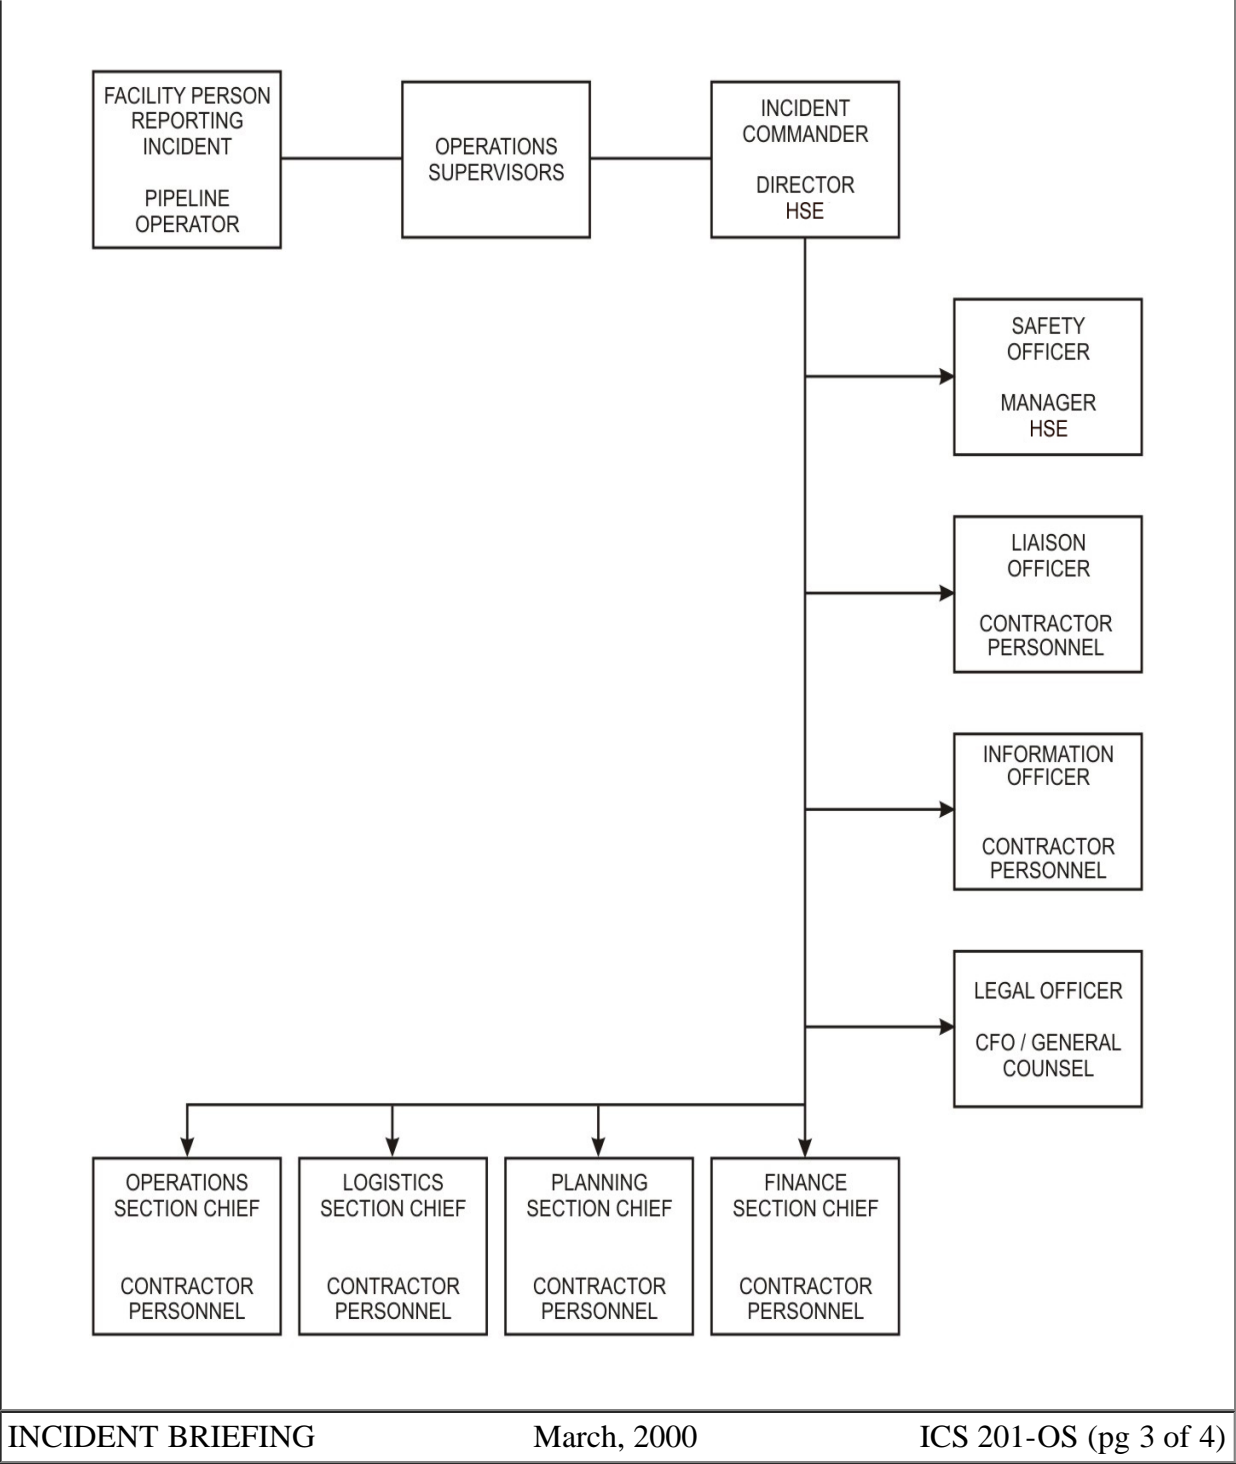 FACILITY PERSON
REPORTING
INCIDENT
PIPELINE
OPERATOR
OPERATIONS
SUPERVISORS
INCIDENT
COMMANDER
DIRECTOR
HSE
SAFETY
OFFICER
MANAGER
HSE
LIAISON
OFFICER
CONTRACTOR
PERSONNEL
INFORMATION
OFFICER
CONTRACTOR
PERSONNEL
LEGAL OFFICER
CFO / GENERAL
COUNSEL
OPERATIONS
SECTION CHIEF
CONTRACTOR
PERSONNEL
LOGISTICS
SECTION CHIEF
CONTRACTOR
PERSONNEL
PLANNING
SECTION CHIEF
CONTRACTOR
PERSONNEL
FINANCE
SECTION CHIEF
CONTRACTOR
PERSONNEL
INCIDENT BRIEFING March, 2000 ICS 201-OS (pg 3 of 4)